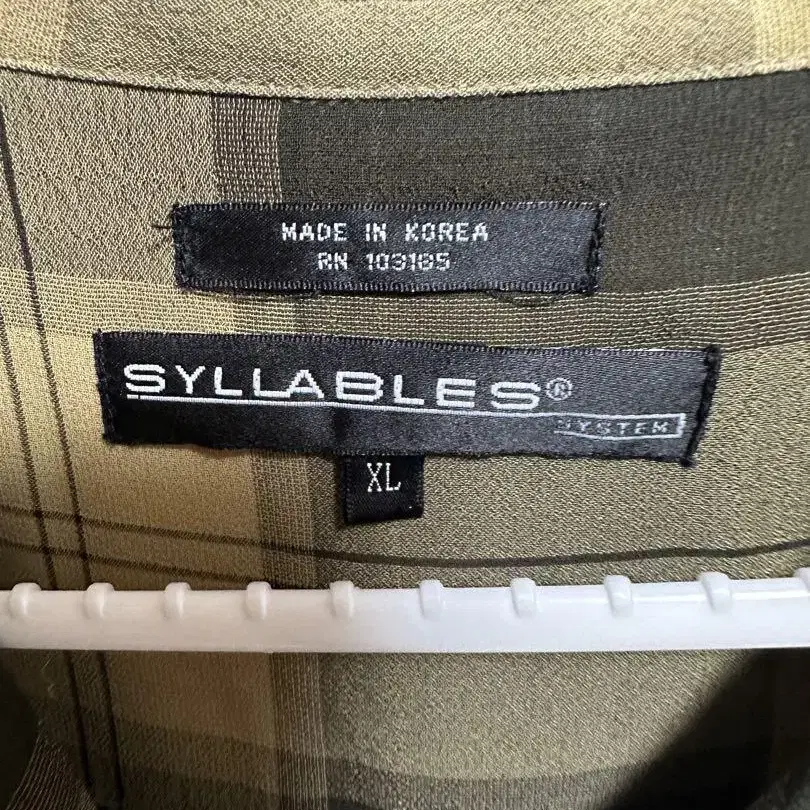 MADE IN KOREA
RN 103185
SYLLABLES®
SYSTEM
XL